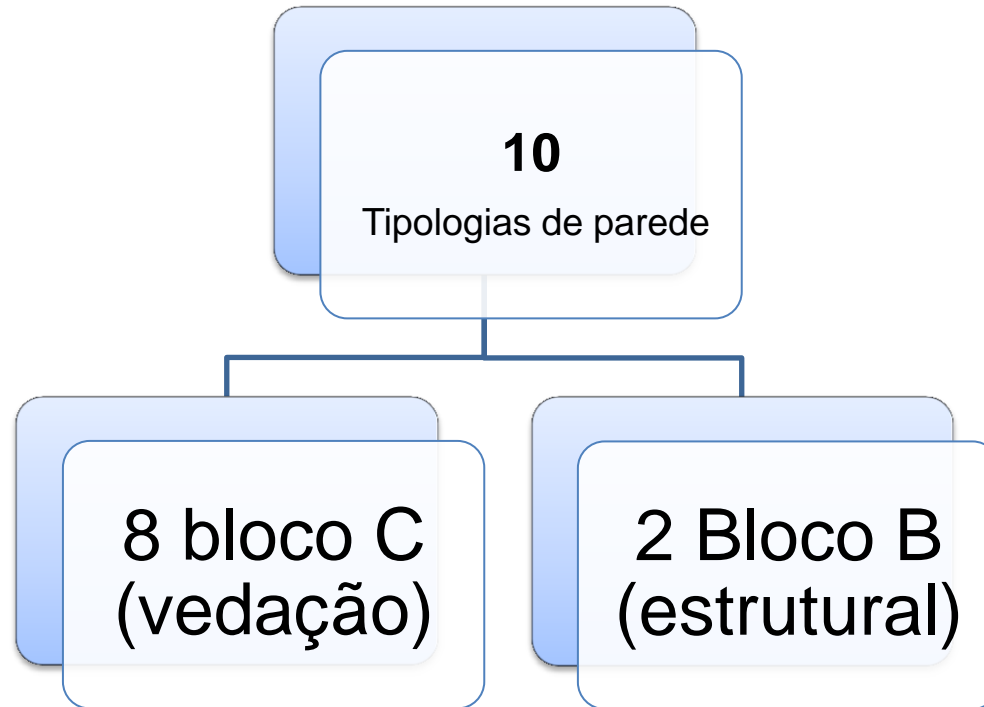 10
Tipologias de parede
8 bloco C
(vedação)
2 Bloco B
(estrutural)